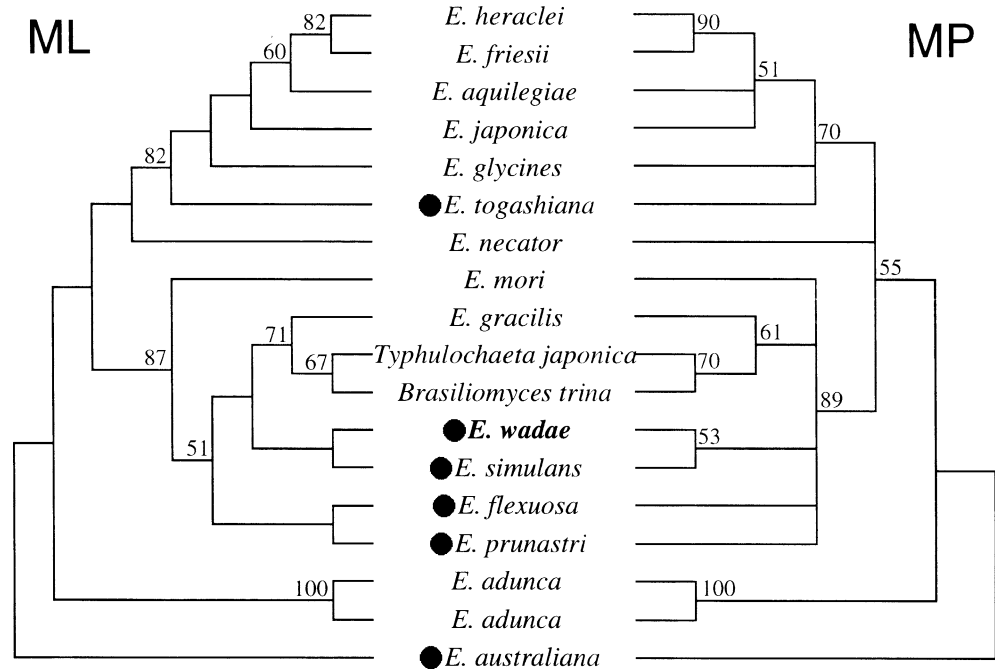 ML
MP
82 E. heraclei 90
E. friesii
60 51
E. aquilegiae
E. japonica
82 70
E. glycines
E. togashiana
E. necator
E. mori 55
E. gracilis
71 61
87 67 Typhulochaeta japonica 70
Brasiliomyces trina 89
E. wadae
51 E. simulans 53
E. flexuosa
E. prunastri
100 E. adunca 100
E. adunca
E. australiana